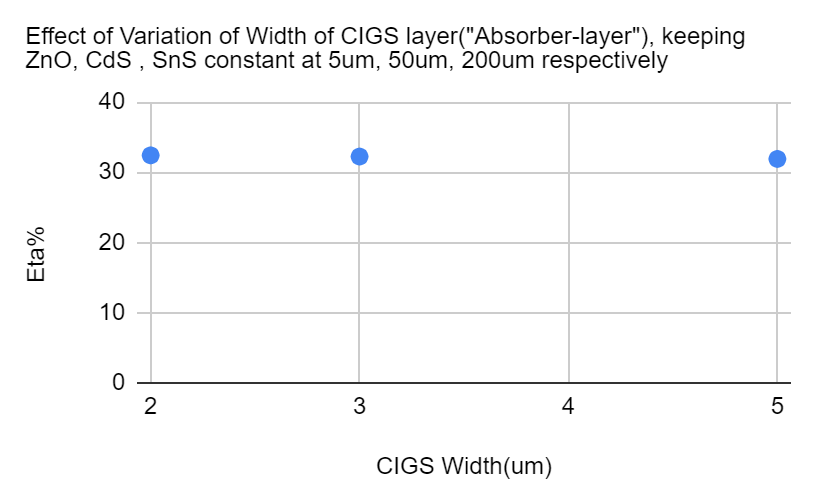 Effect of Variation of Width of CIGS layer("Absorber-layer"), keeping
ZnO, CdS , SnS constant at 5um, 50um, 200um respectively
40
30
20
10
0
Eta%
2 3 4 5
CIGS Width(um)